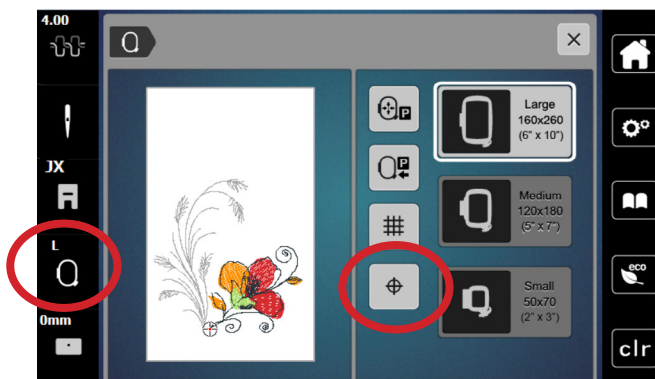 4.00
JX
L
0mm
P
P
Large
160x260
(6" x 10")
Medium
120x180
(5" x 7")
Small
50x70
(2" x 3")
eco
clr